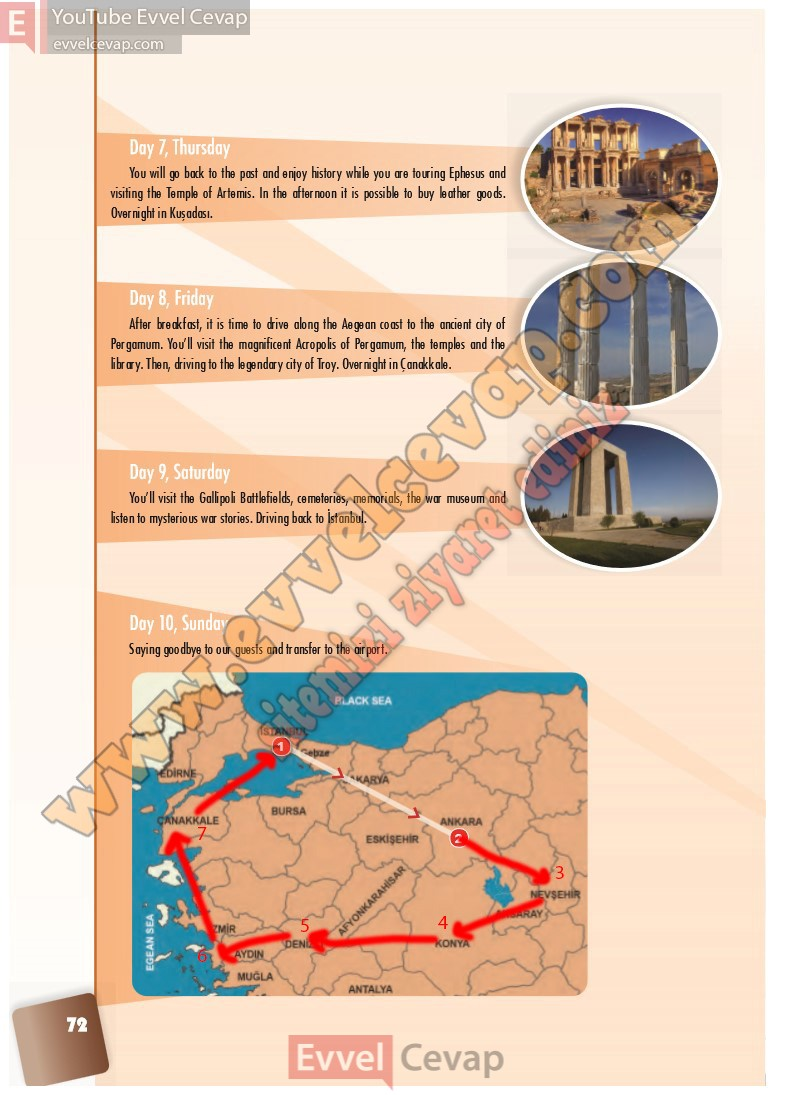 E YouTube Evvel Cevap
evvelcevap.com
Day 7, Thursday
You will go back to the past and enjoy history while you are touring Ephesus and
visiting the Temple of Artemis. In the afternoon it is possible to buy leather goods.
Overnight in Kuşadası.
Day 8, Friday
After breakfast, it is time to drive along the Aegean coast to the ancient city of
Pergamum. You'll visit the magnificent Acropolis of Pergamum, the temples and the
library. Then, driving to the legendary city of Troy. Overnight in Çanakkale.
Day 9, Saturday
You'll visit the Gallipoli Battlefields, cemeteries, memorials, the war museum and
listen to mysterious war stories. Driving back to İstanbul.
Day 10, Sunday
Saying goodbye to our guests and transfer to the airport.
www.evvelcevap.com
sitemizi ziyaret ediniz
BLACK SEA
İSTANBUL
1
Gebze
EDİRNE
AKARYA
ÇANAKKALE
BURSA
ANKARA
7
ESKİŞEHİR
2
3
NEVŞEHİR
AFYONKARAHİSAR
AKSARAY
4
5
EGEAN SEA
İZMİR
DENİZ
KONYA
6
AYDIN
MUĞLA
ANTALYA
72
Evvel Cevap